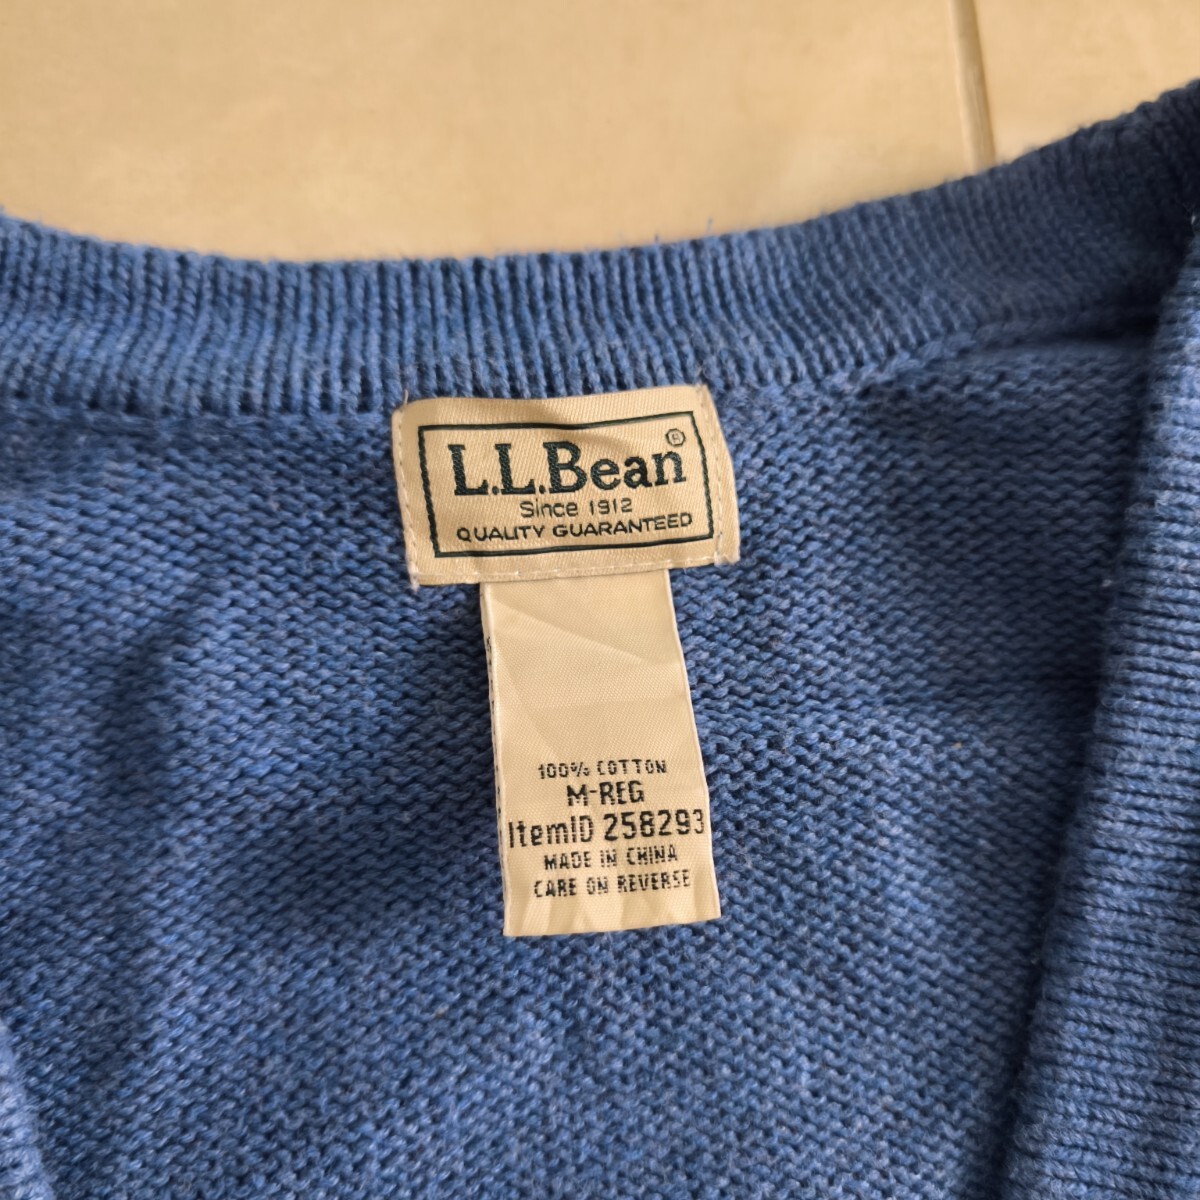 L.L.Bean®
Since 1912
QUALITY GUARANTEED
100% COTTON
M-REG
ItemID 258293
MADE IN CHINA
CARE ON REVERSE